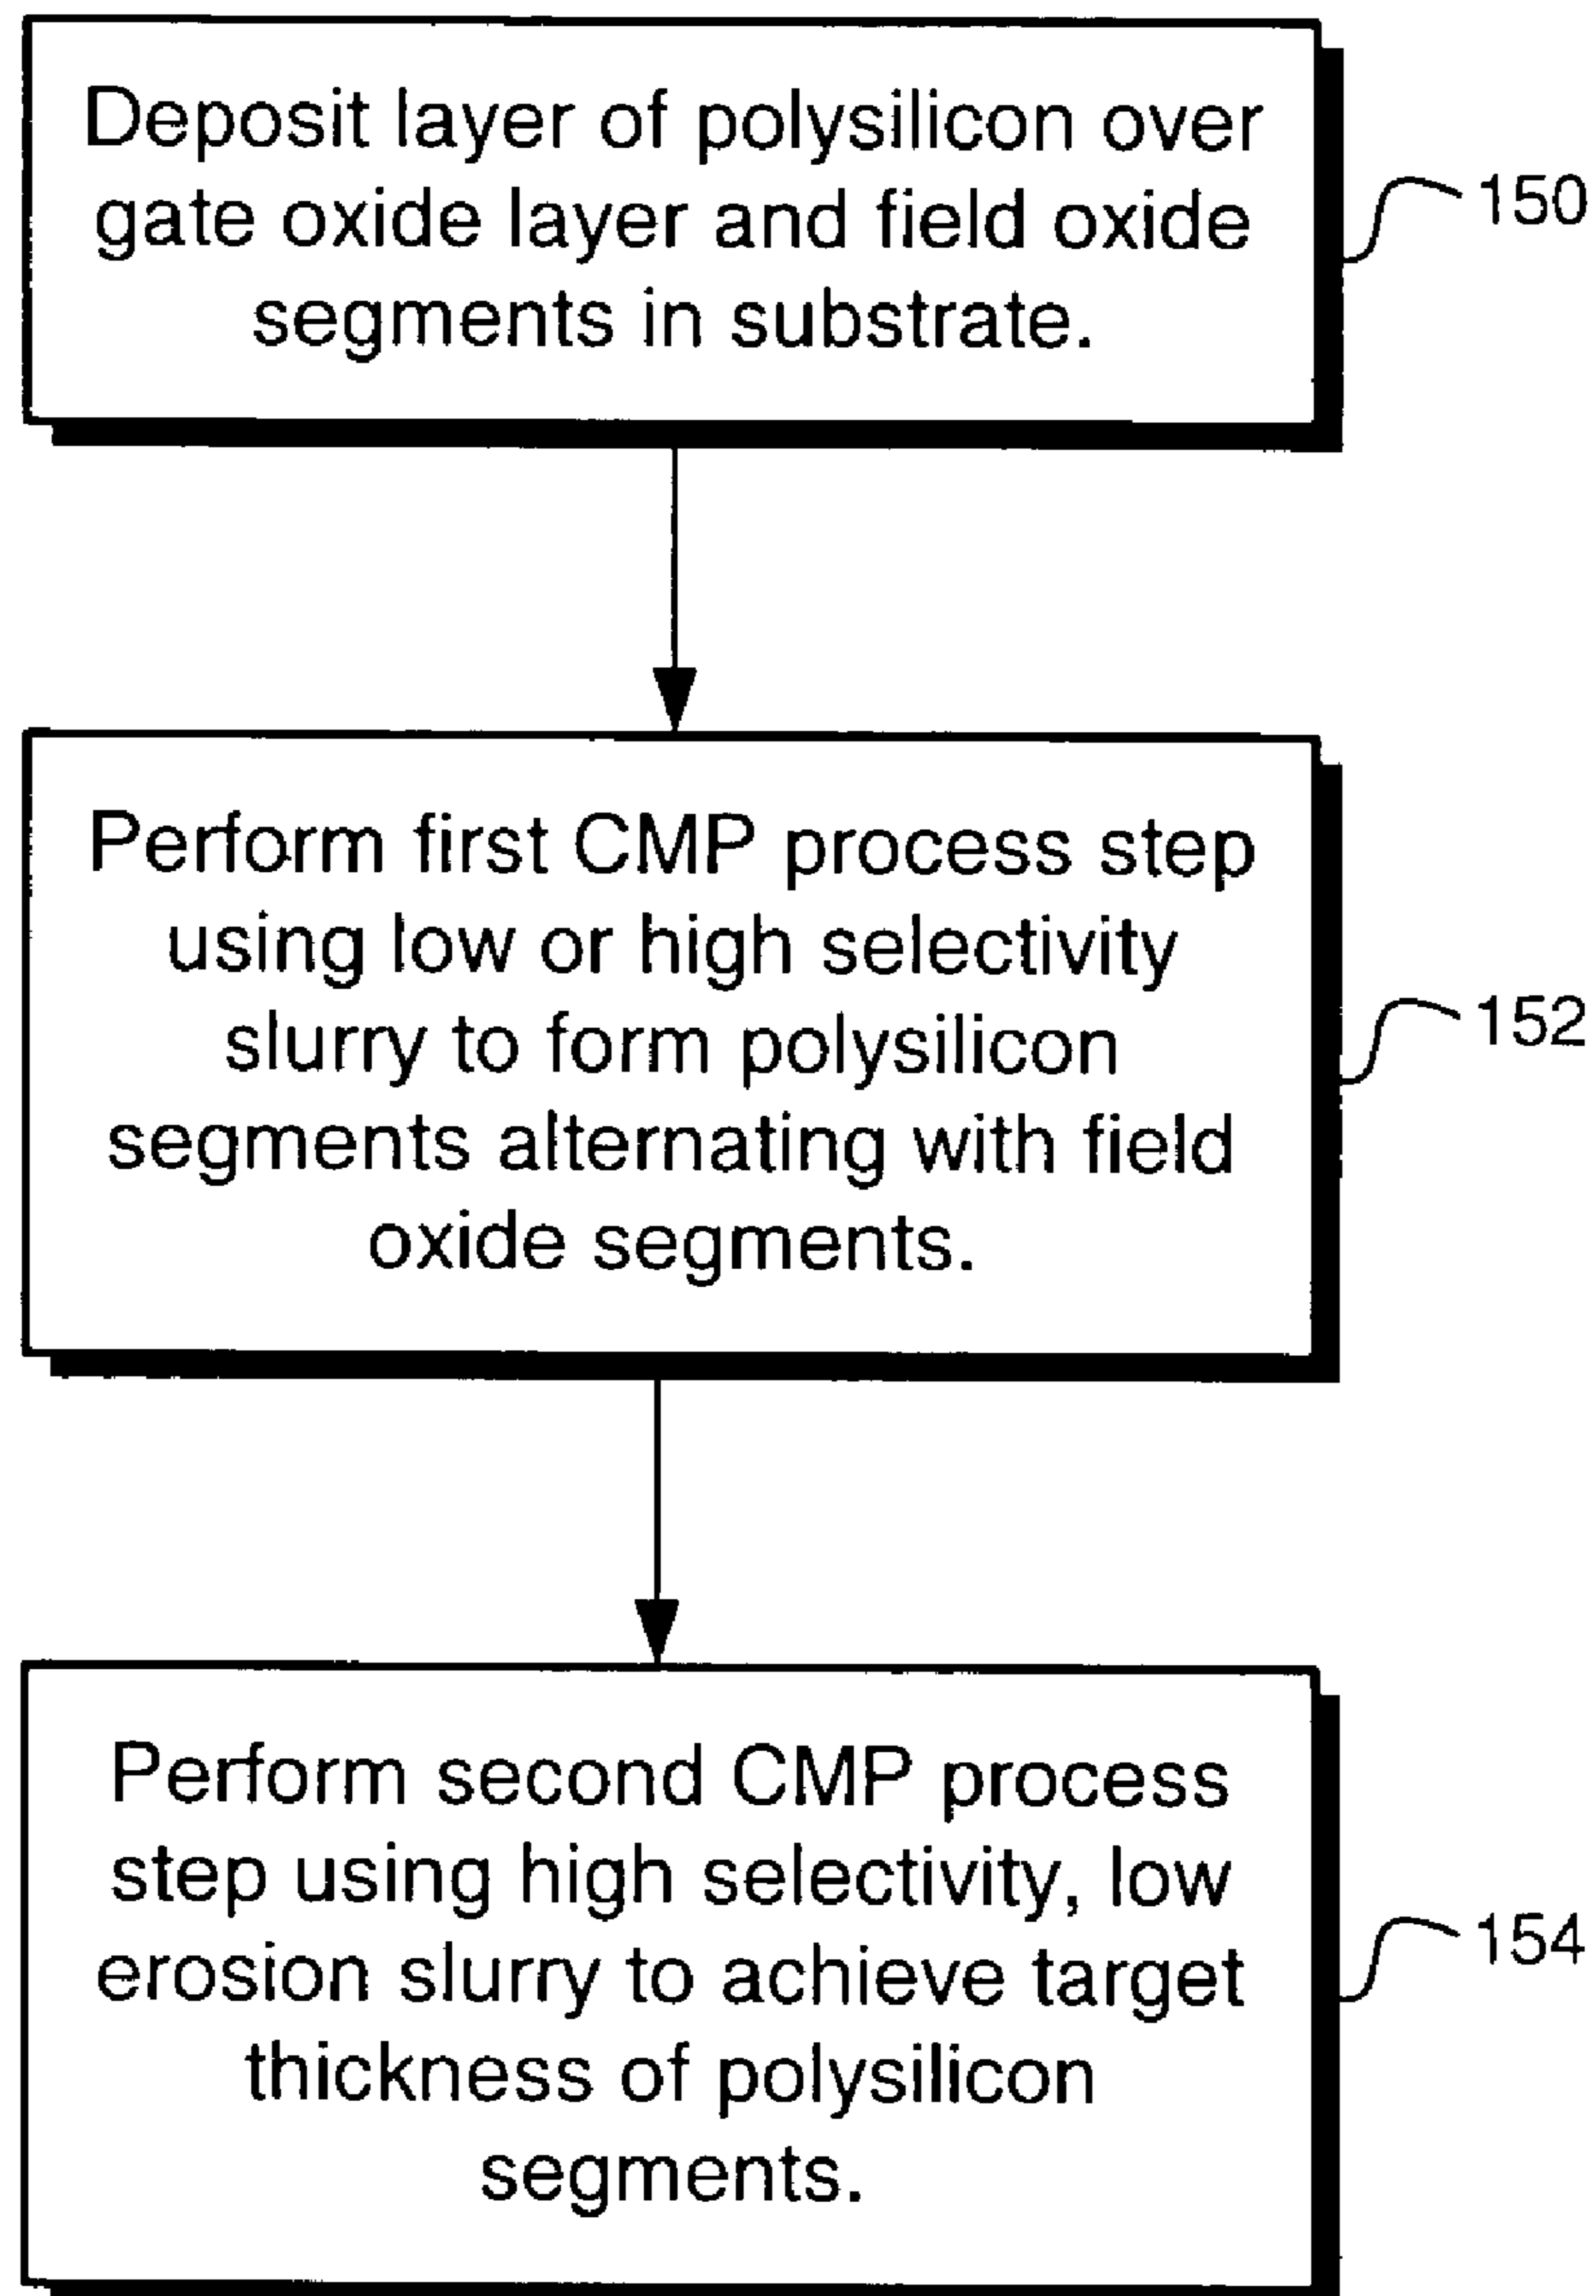 Deposit layer of polysilicon over
gate oxide layer and field oxide
segments in substrate.
150
Perform first CMP process step
using low or high selectivity
slurry to form polysilicon
segments alternating with field
oxide segments.
152
Perform second CMP process
step using high selectivity, low
erosion slurry to achieve target
thickness of polysilicon
segments.
154